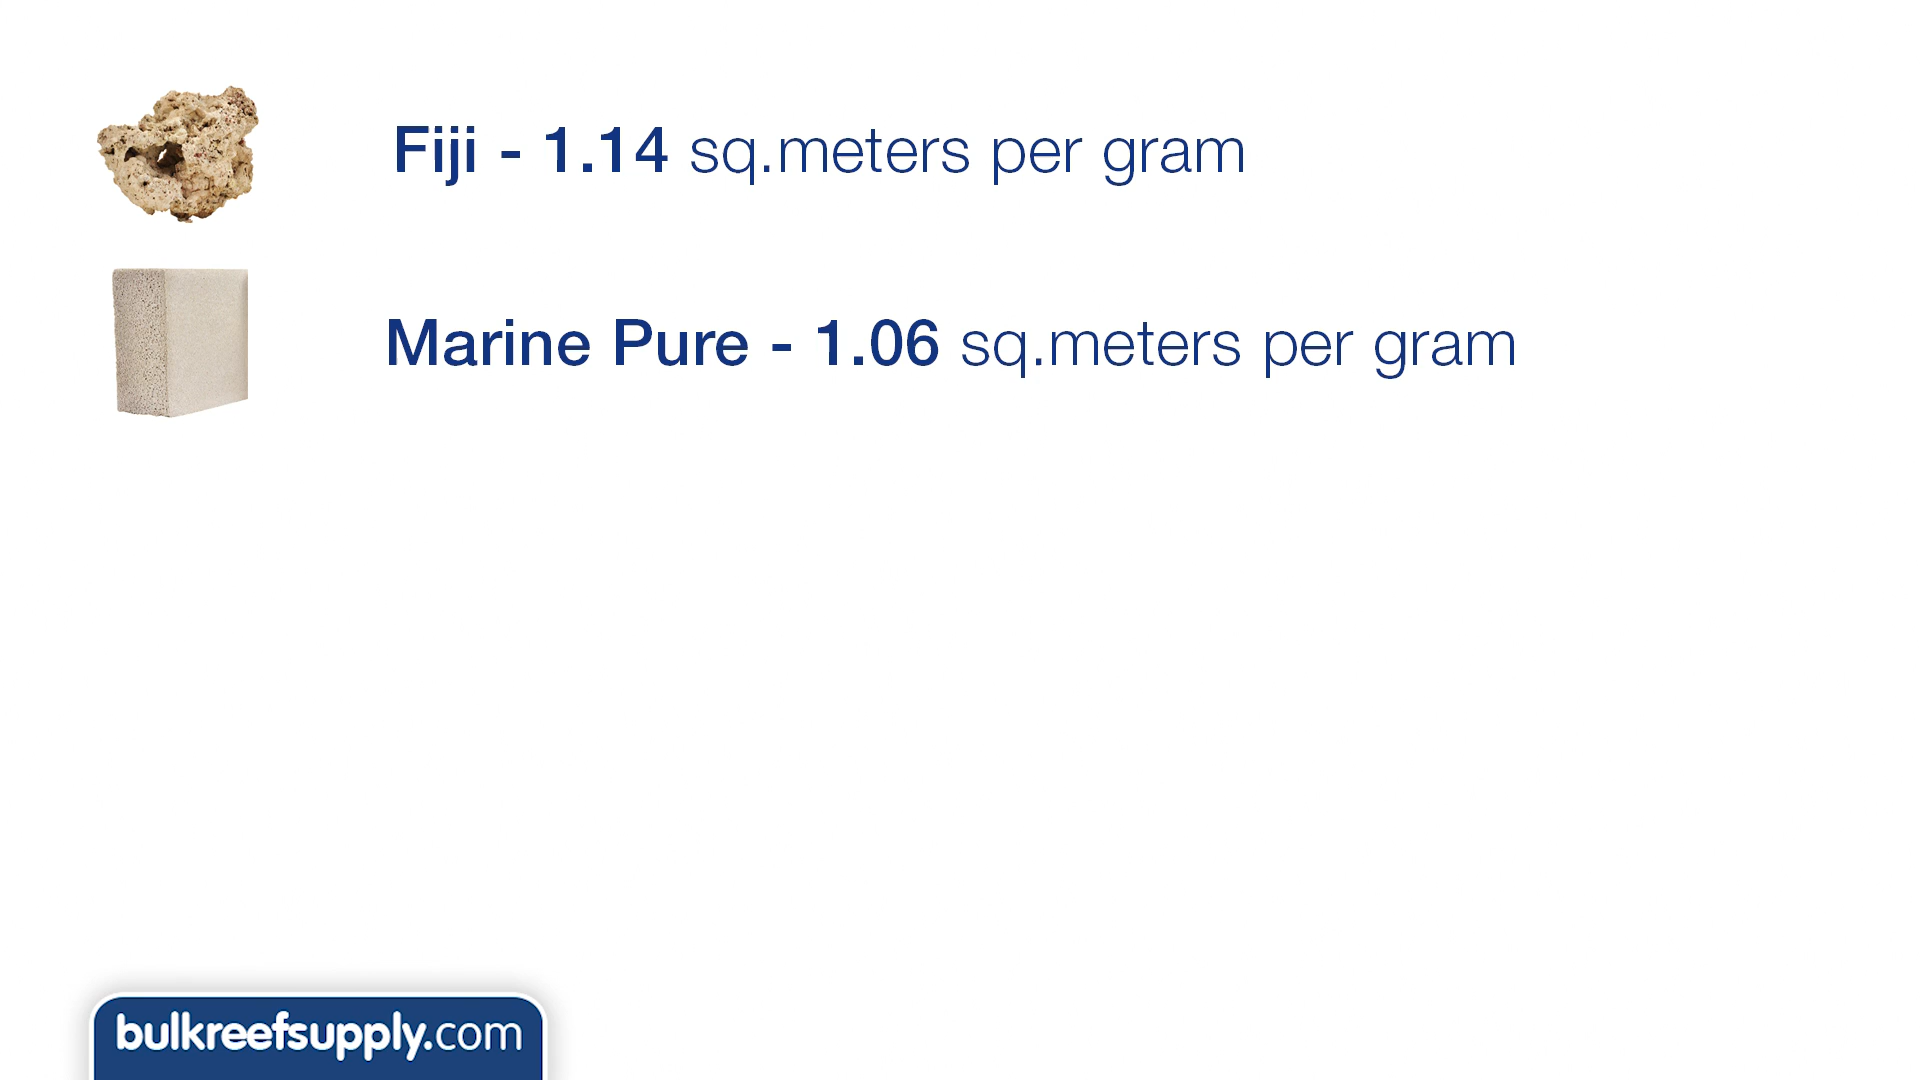 Fiji - 1.14 sq.meters per gram
Marine Pure - 1.06 sq.meters per gram
bulkreefsupply.com